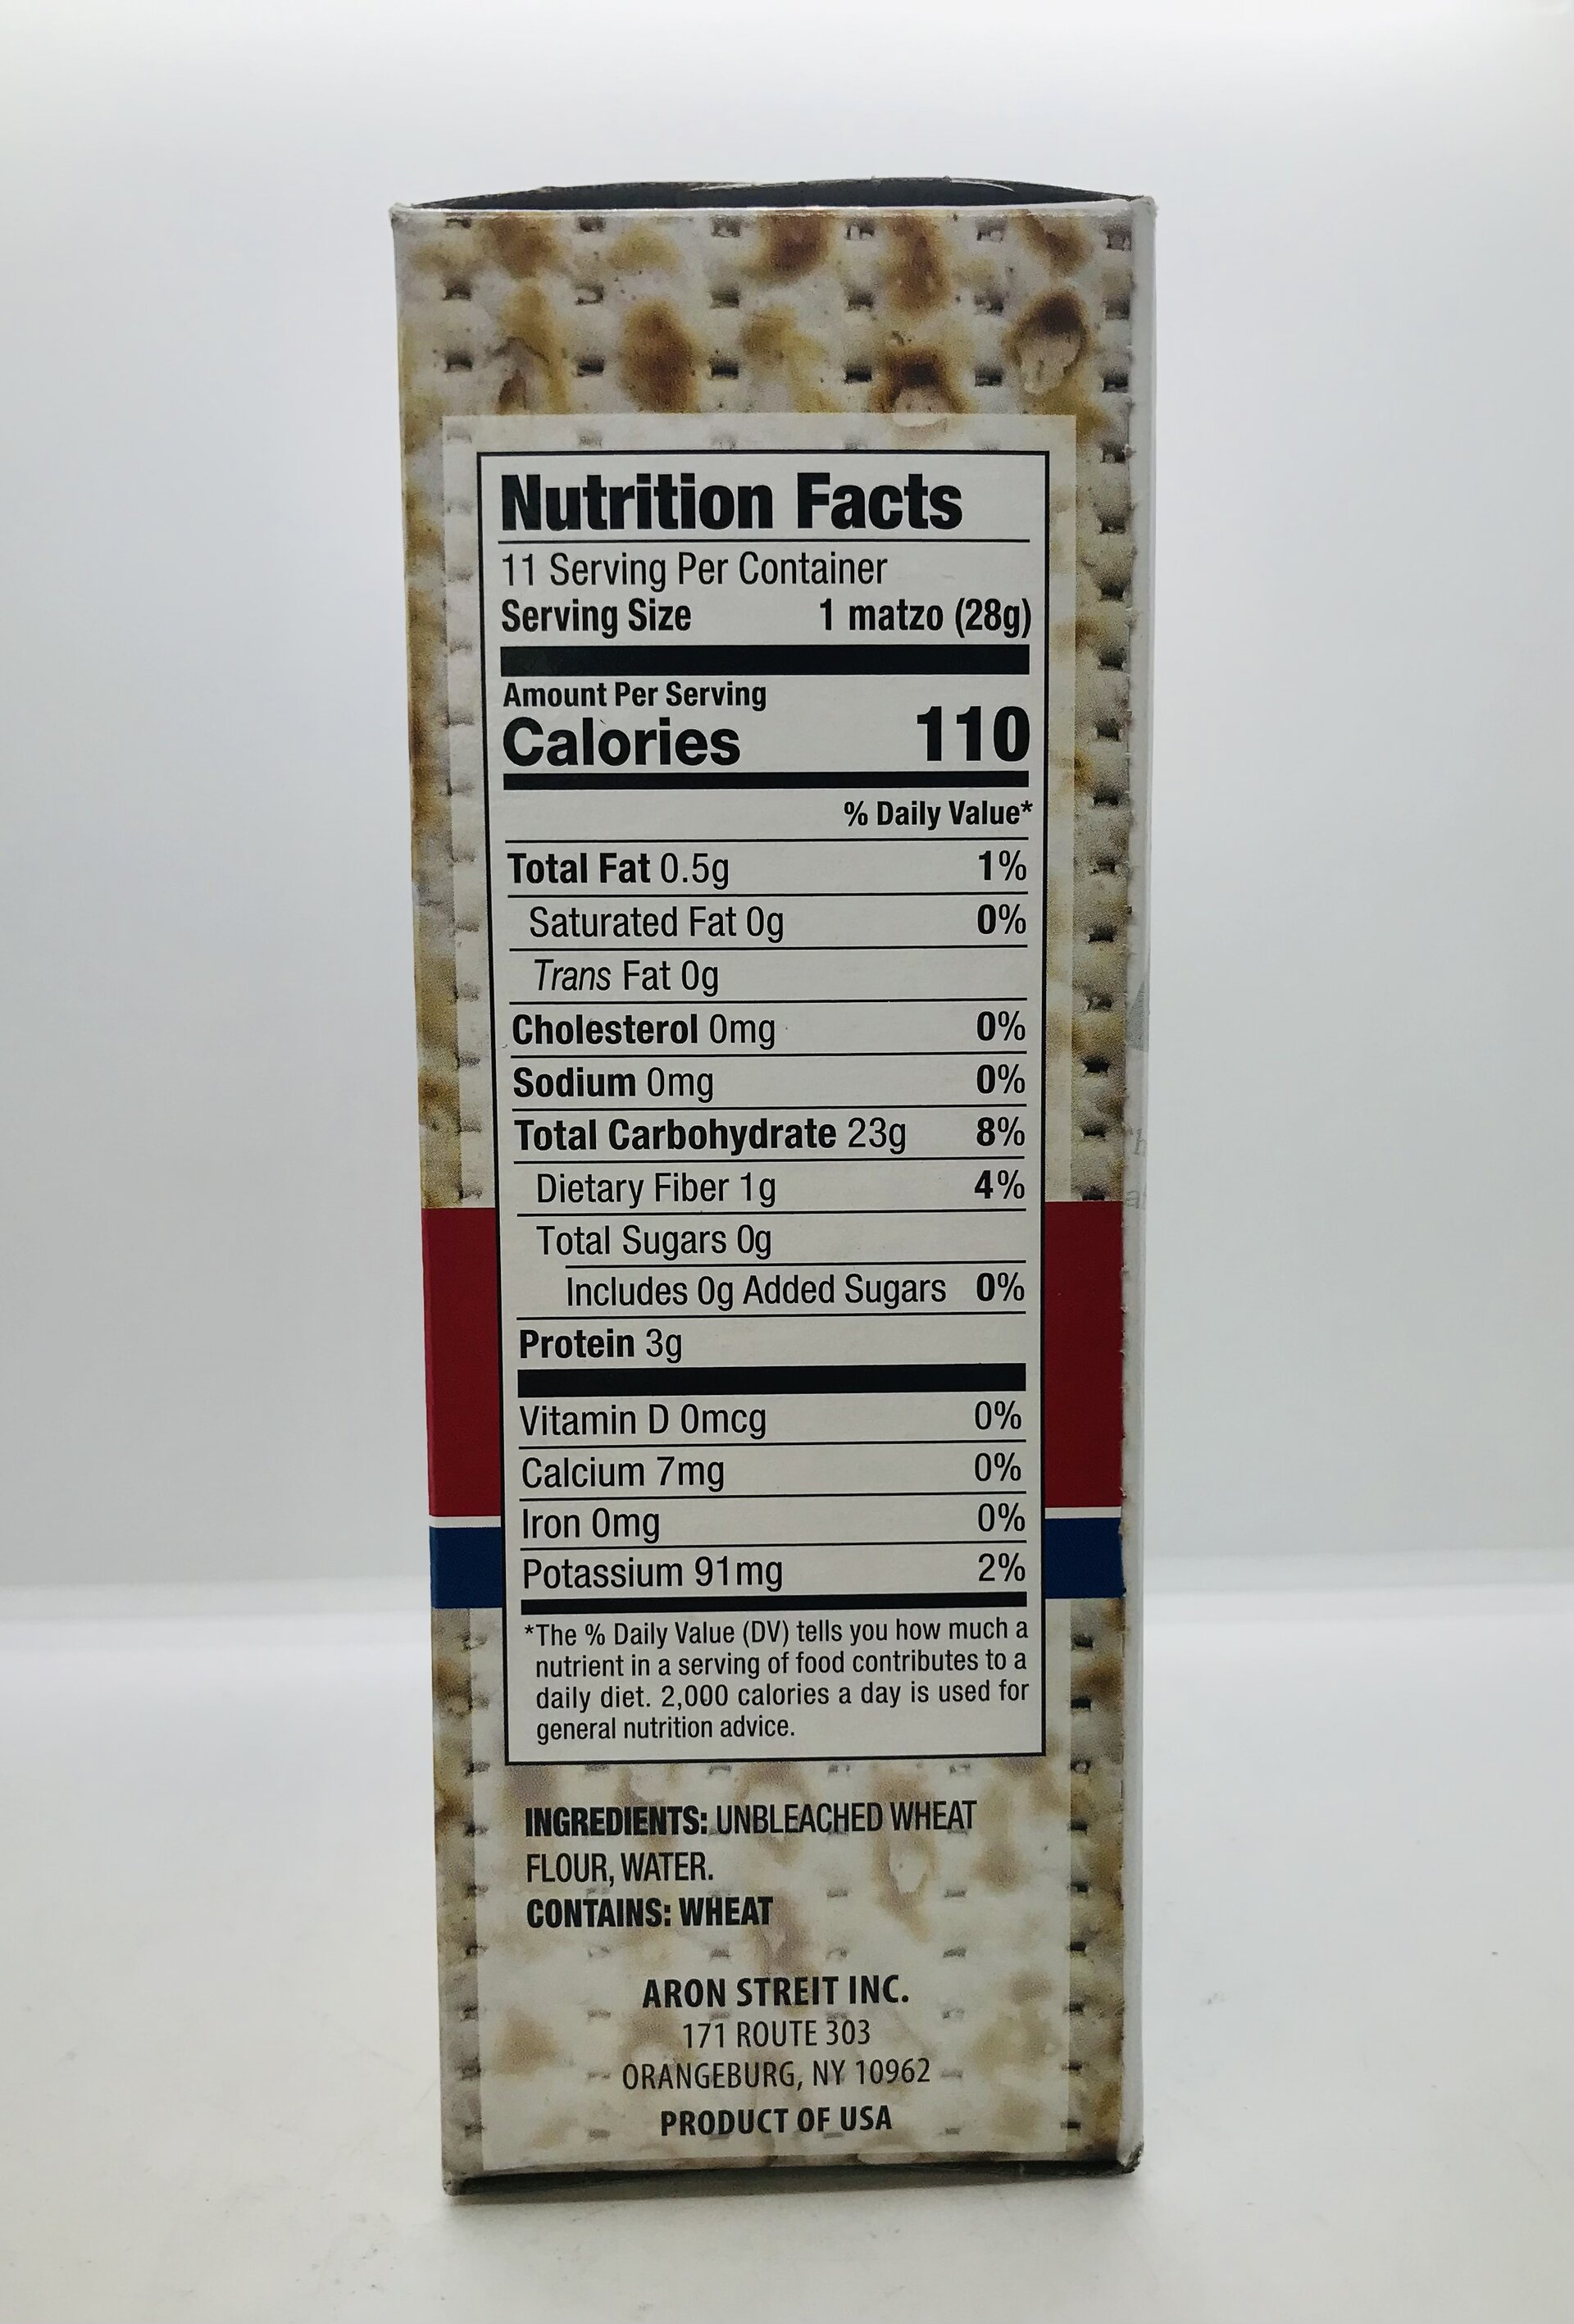 Nutrition Facts
11 Serving Per Container
Serving Size 1 matzo (28g)
Amount Per Serving
Calories 110
% Daily Value*
Total Fat 0.5g 1%
Saturated Fat 0g 0%
Trans Fat 0g
Cholesterol 0mg 0%
Sodium 0mg 0%
Total Carbohydrate 23g 8%
Dietary Fiber 1g 4%
Total Sugars 0g
Includes 0g Added Sugars 0%
Protein 3g
Vitamin D 0mcg 0%
Calcium 7mg 0%
Iron 0mg 0%
Potassium 91mg 2%
*The % Daily Value (DV) tells you how much a
nutrient in a serving of food contributes to a
daily diet. 2,000 calories a day is used for
general nutrition advice.
INGREDIENTS: UNBLEACHED WHEAT
FLOUR, WATER.
CONTAINS: WHEAT
ARON STREIT INC.
171 ROUTE 303
ORANGEBURG, NY 10962
PRODUCT OF USA